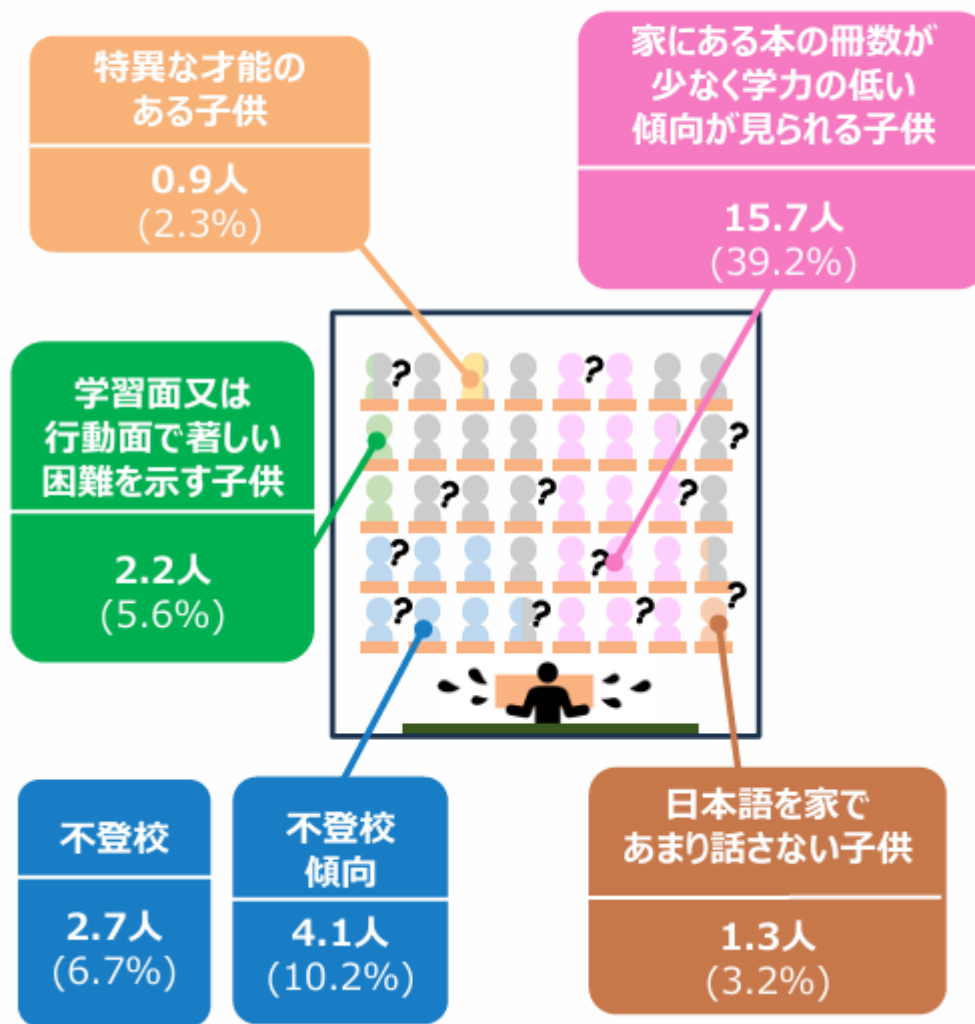 特異な才能の
ある子供
0.9人
(2.3%)
家にある本の冊数が
少なく学力の低い
傾向が見られる子供
15.7人
(39.2%)
学習面又は
行動面で著しい
困難を示す子供
2.2人
(5.6%)
?
?
?
?
?
?
?
?
?
?
?
?
?
不登校
2.7人
(6.7%)
不登校
傾向
4.1人
(10.2%)
日本語を家で
あまり話さない子供
1.3人
(3.2%)